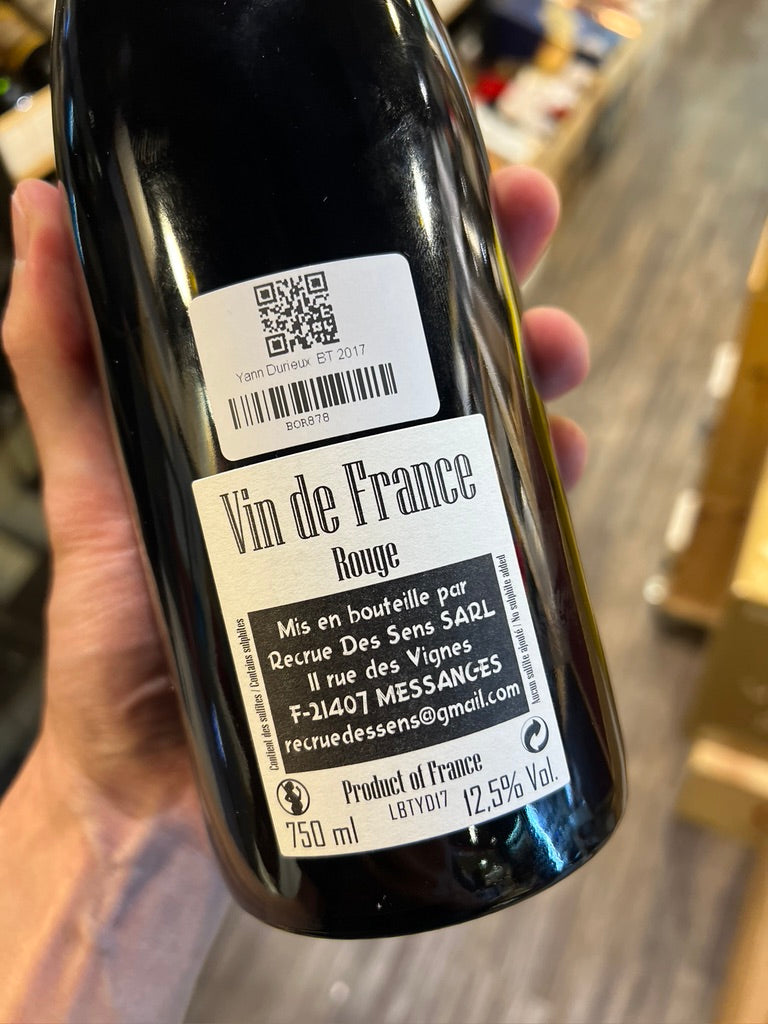 Yann Durieux BT 2017
BOR878
Vin de France
Rouge
Mis en bouteille par
Recrue Des Sens SARL
11 rue des Vignes
F-21407 MESSANGES
recruedessens@gmail.com
Contient des sulfites / Contains sulphites
Aucun sulfite ajouté / No sulphite added
Product of France
750 ml
LBTYD17
12,5% Vol.